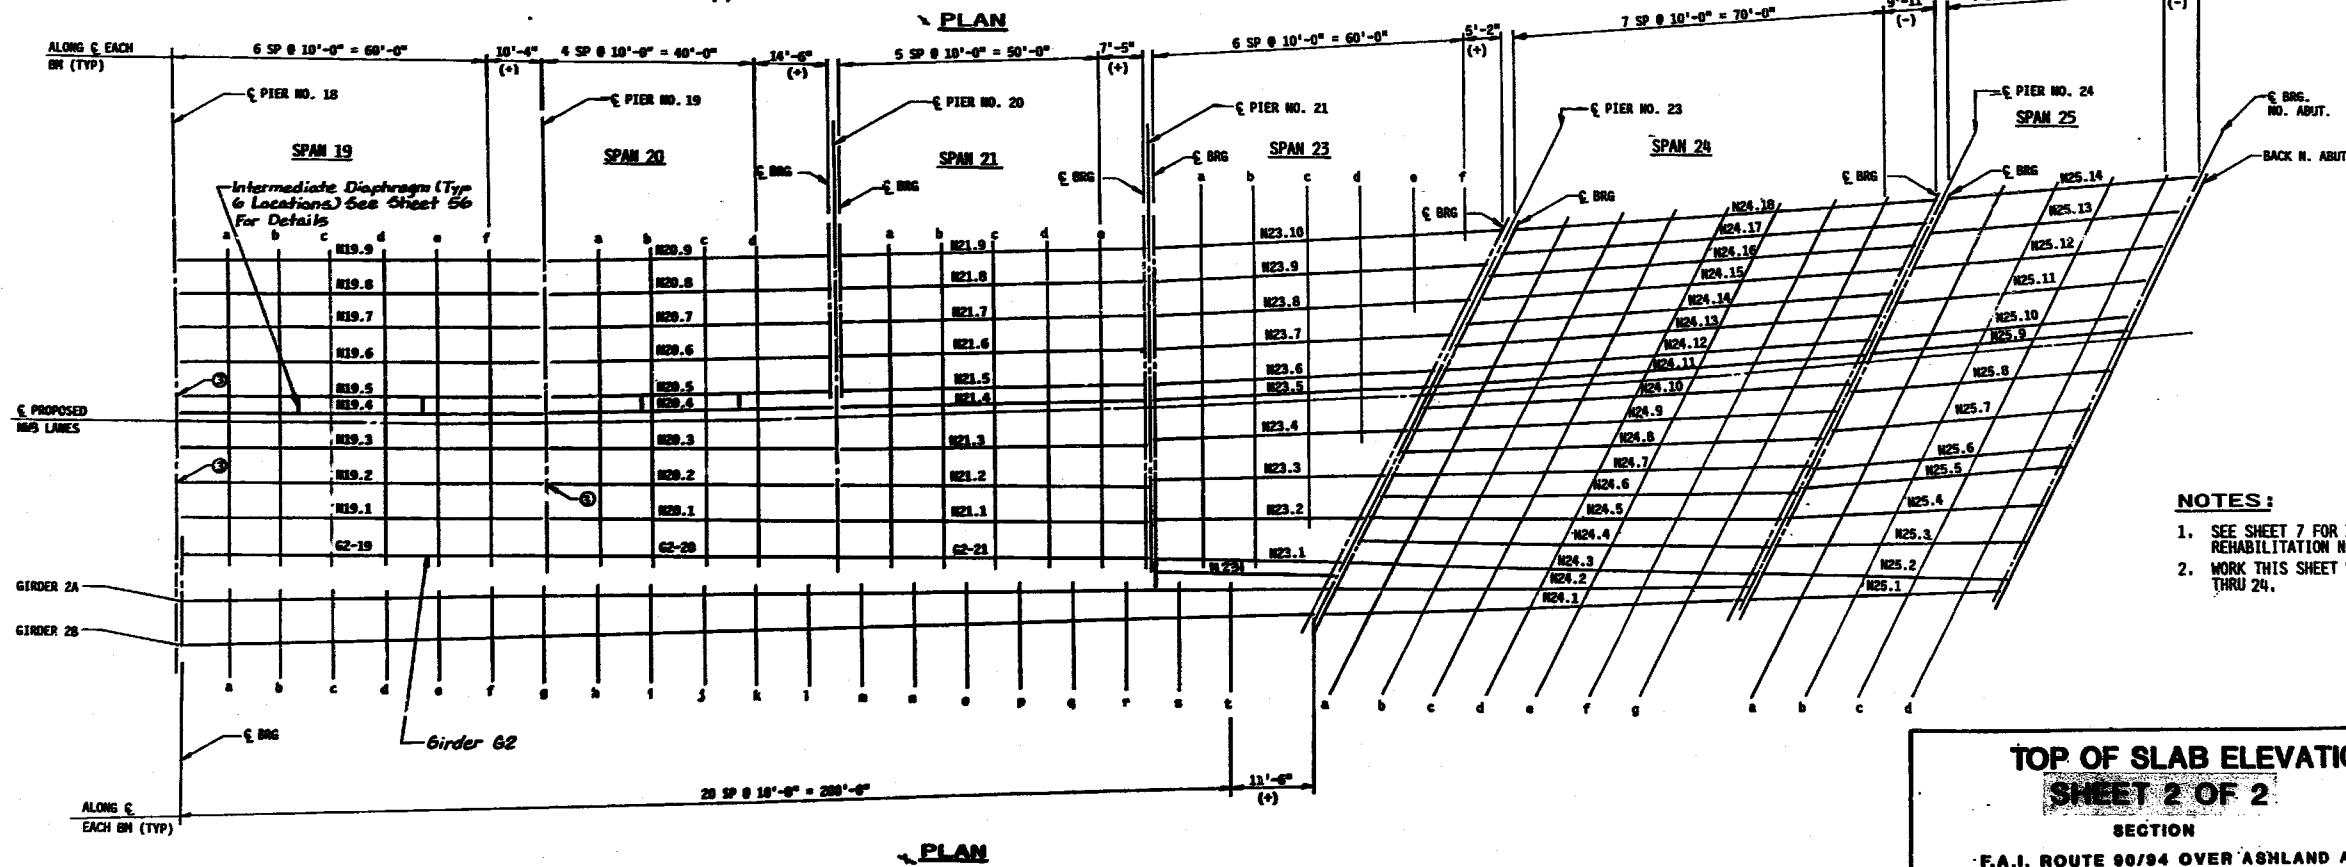 PLAN
ALONG ℄ EACH
BM (TYP)
6 SP @ 10'-0" = 60'-0"
10'-4"
(+)
4 SP @ 10'-0" = 40'-0"
14'-6"
(+)
5 SP @ 10'-0" = 50'-0"
7'-5"
(+)
6 SP @ 10'-0" = 60'-0"
5'-2"
(+)
7 SP @ 10'-0" = 70'-0"
9'-11"
(-)
(-)
℄ PIER NO. 18
℄ PIER NO. 19
℄ PIER NO. 20
℄ PIER NO. 21
℄ PIER NO. 23
℄ PIER NO. 24
℄ BRG.
NO. ABUT.
BACK N. ABUT
SPAN 19
SPAN 20
SPAN 21
SPAN 23
SPAN 24
SPAN 25
℄ BRG
℄ BRG
℄ BRG
℄ BRG
℄ BRG
℄ BRG
℄ BRG
℄ BRG
Intermediate Diaphragm (Typ
6 Locations) See Sheet 56
For Details
a b c d e f
a b c d
a b c d e
a b c d e f
N19.9
N19.8
N19.7
N19.6
N19.5
N19.4
N19.3
N19.2
N19.1
G2-19
N20.9
N20.8
N20.7
N20.6
N20.5
N20.4
N20.3
N20.2
N20.1
G2-20
N21.9
N21.8
N21.7
N21.6
N21.5
N21.4
N21.3
N21.2
N21.1
G2-21
N23.10
N23.9
N23.8
N23.7
N23.6
N23.5
N23.4
N23.3
N23.2
N23.1
N24.18
N24.17
N24.16
N24.15
N24.14
N24.13
N24.12
N24.11
N24.10
N24.9
N24.8
N24.7
N24.6
N24.5
N24.4
N24.3
N24.2
N24.1
N25.14
N25.13
N25.12
N25.11
N25.10
N25.9
N25.8
N25.7
N25.6
N25.5
N25.4
N25.3
N25.2
N25.1
3
3
3
℄ PROPOSED
LANES
GIRDER 2A
GIRDER 2B
a b c d e f g h i j k l m n o p q r s t
a b c d e f g
a b c d
℄ BRG
Girder G2
20 SP @ 10'-0" = 200'-0"
11'-6"
(+)
ALONG ℄
EACH BM (TYP)
PLAN
NOTES:
1. SEE SHEET 7 FOR
REHABILITATION N
2. WORK THIS SHEET
THRU 24.
TOP OF SLAB ELEVATIO
SHEET 2 OF 2
SECTION
F.A.I. ROUTE 90/94 OVER ASHLAND A